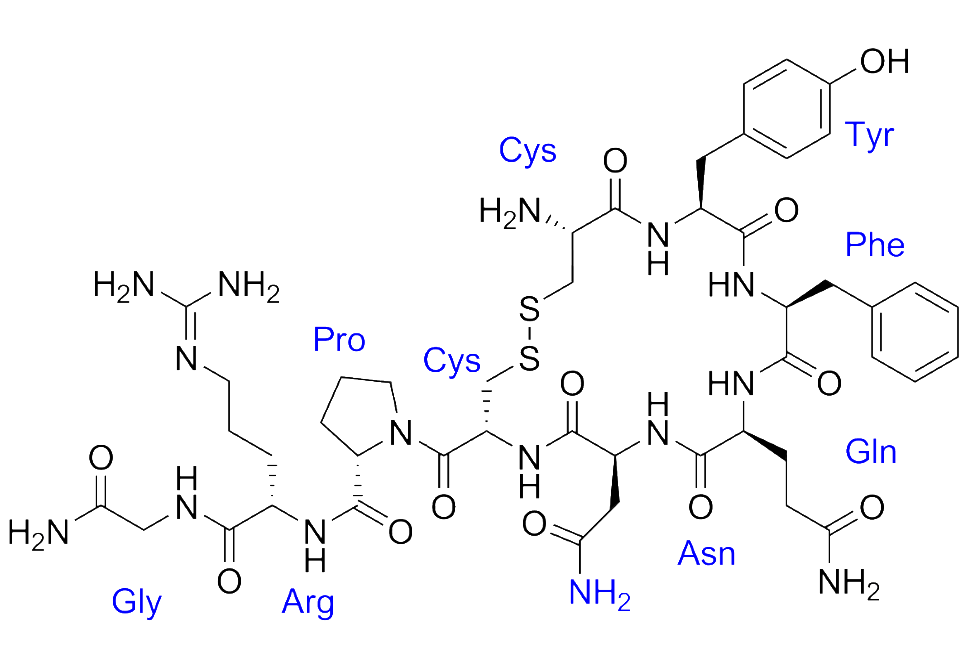 OH
Tyr
Cys
O
H₂N
N
H
O
Phe
HN
H₂N
NH₂
S
Pro
Cys
S
N
O
HN
O
H
N
N
O
Gln
O
H
N
O
N
H
O
O
O
H₂N
N
H
O
O
Asn
NH₂
O
NH₂
Gly
Arg